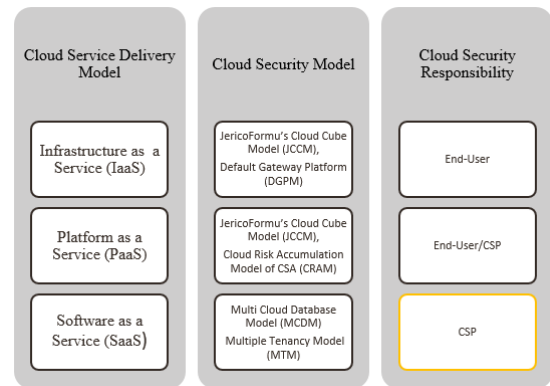 Cloud Service Delivery
Model
Infrastructure as a
Service (IaaS)
Platform as a
Service (PaaS)
Software as a
Service (SaaS)
Cloud Security Model
JericoFormu's Cloud Cube
Model (JCCM),
Default Gateway Platform
(DGPM)
JericoFormu's Cloud Cube
Model (JCCM),
Cloud Risk Accumulation
Model of CSA (CRAM)
Multi Cloud Database
Model (MCDM)
Multiple Tenancy Model
(MTM)
Cloud Security
Responsibility
End-User
End-User/CSP
CSP